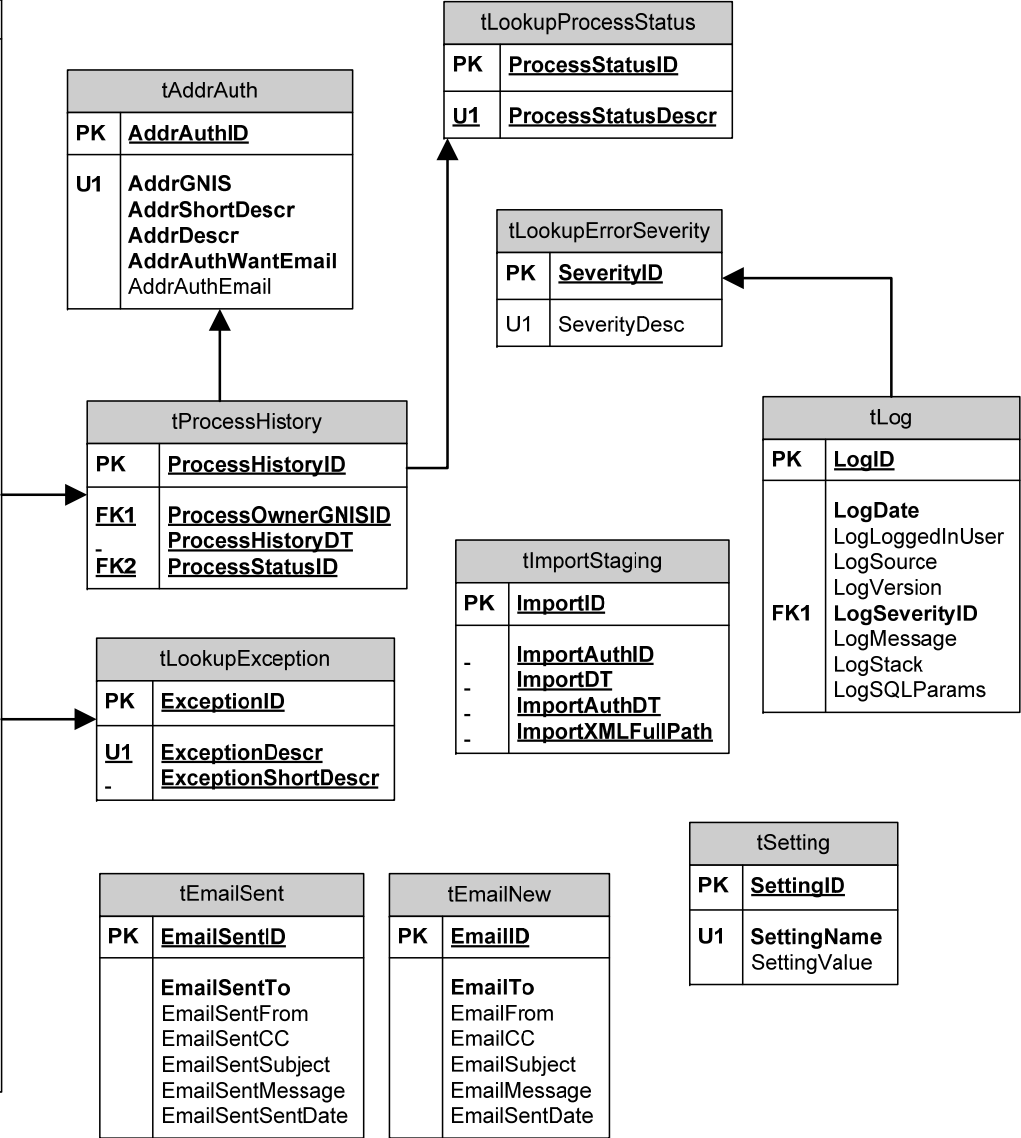 tLookupProcessStatus
PK ProcessStatusID
U1 ProcessStatusDescr
tAddrAuth
PK AddrAuthID
U1 AddrGNIS
AddrShortDescr
AddrDescr
AddrAuthWantEmail
AddrAuthEmail
tLookupErrorSeverity
PK SeverityID
U1 SeverityDesc
tProcessHistory
PK ProcessHistoryID
FK1 ProcessOwnerGNISID
ProcessHistoryDT
FK2 ProcessStatusID
tLog
PK LogID
LogDate
LogLoggedInUser
LogSource
LogVersion
FK1 LogSeverityID
LogMessage
LogStack
LogSQLParams
tImportStaging
PK ImportID
ImportAuthID
ImportDT
ImportAuthDT
ImportXMLFullPath
tLookupException
PK ExceptionID
U1 ExceptionDescr
ExceptionShortDescr
tSetting
PK SettingID
U1 SettingName
SettingValue
tEmailSent
PK EmailSentID
EmailSentTo
EmailSentFrom
EmailSentCC
EmailSentSubject
EmailSentMessage
EmailSentSentDate
tEmailNew
PK EmailID
EmailTo
EmailFrom
EmailCC
EmailSubject
EmailMessage
EmailSentDate